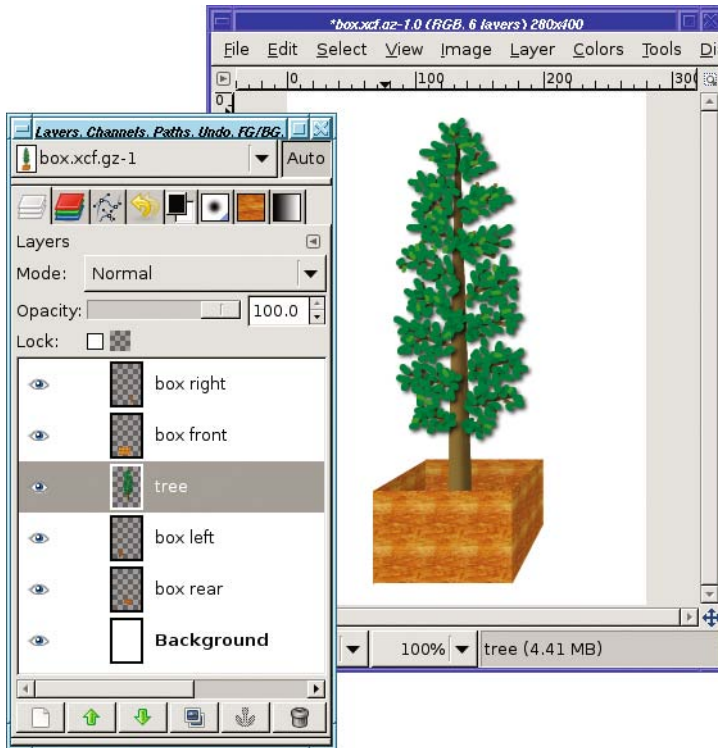 *box.xcf.gz-1.0 (RGB, 6 layers) 280x400
File Edit Select View Image Layer Colors Tools Di
0 100 200 300
0
Layers, Channels, Paths, Undo, FG/BG,
box.xcf.gz-1 Auto
Layers
Mode: Normal
Opacity: 100.0
Lock:
box right
box front
tree
box left
box rear
Background
100% tree (4.41 MB)